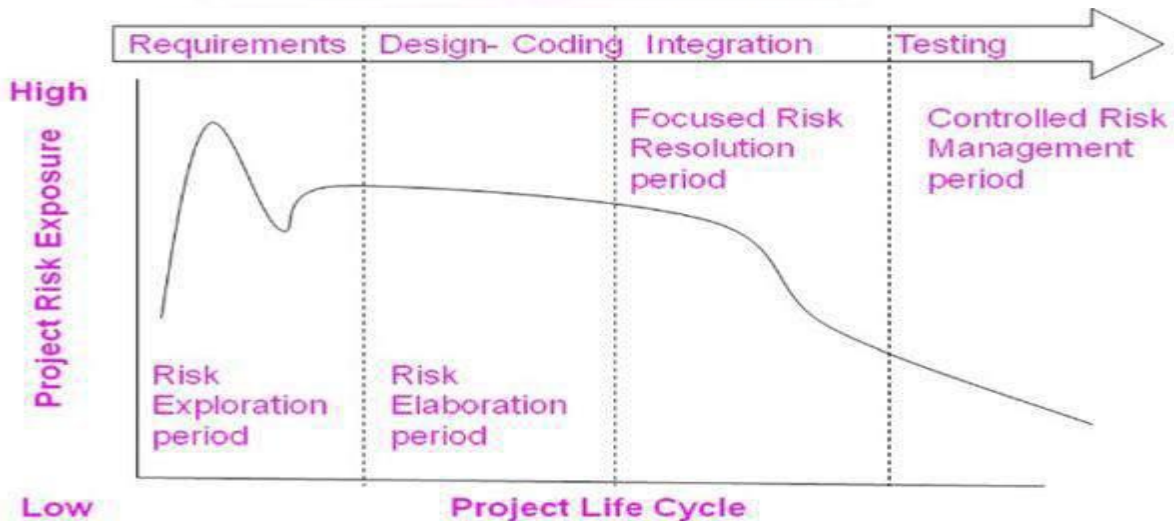 Requirements Design- Coding Integration Testing
High
Project Risk Exposure
Focused Risk
Resolution
period
Controlled Risk
Management
period
Risk
Exploration
period
Risk
Elaboration
period
Low
Project Life Cycle